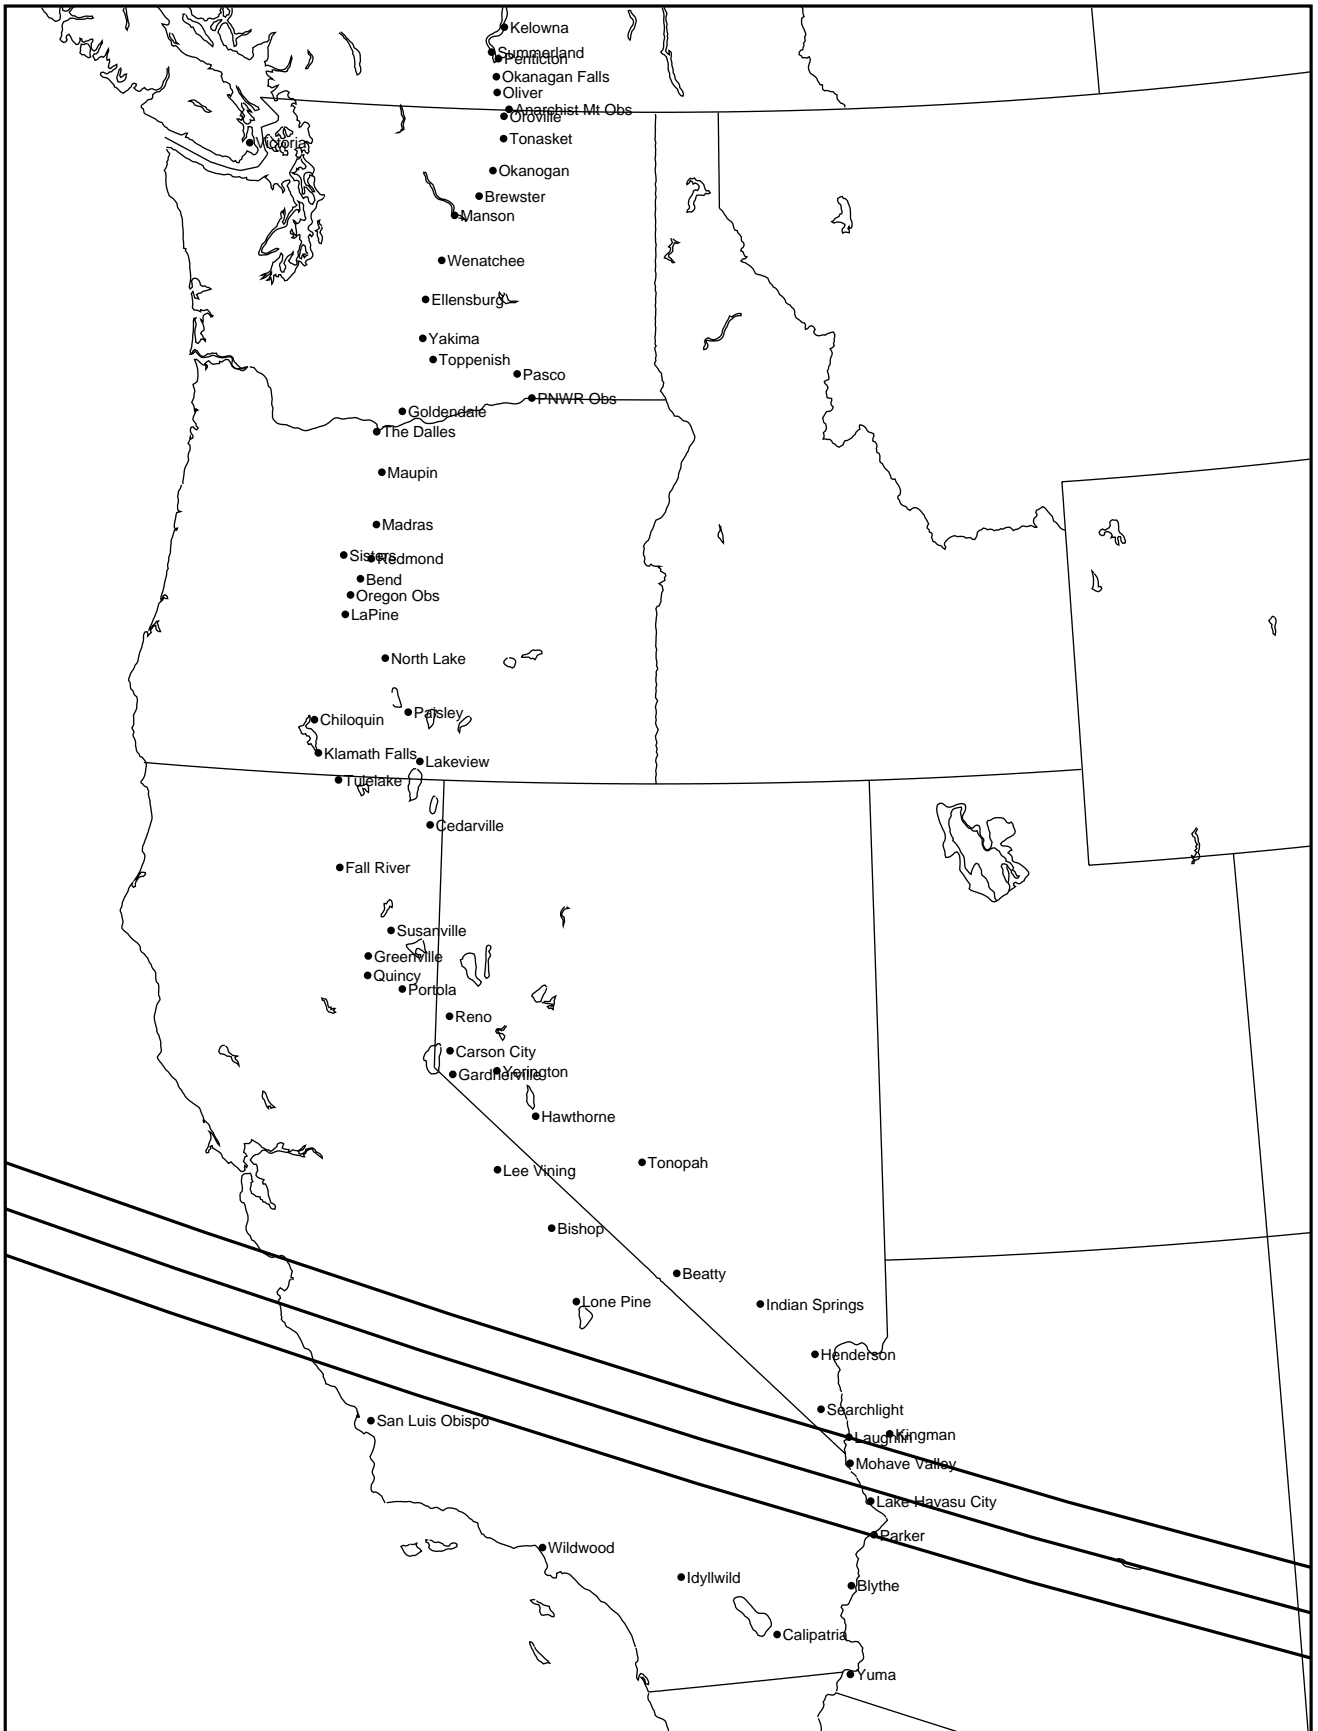 Kelowna
Summerland
Penticton
Okanagan Falls
Oliver
Anarchist Mt Obs
Oroville
Tonasket
Victoria
Okanogan
Brewster
Manson
Wenatchee
Ellensburg
Yakima
Toppenish
Pasco
PNWR Obs
Goldendale
The Dalles
Maupin
Madras
Sisters
Redmond
Bend
Oregon Obs
LaPine
North Lake
Paisley
Chiloquin
Klamath Falls
Lakeview
Tulelake
Cedarville
Fall River
Susanville
Greenville
Quincy
Portola
Reno
Carson City
Yerington
Gardnerville
Hawthorne
Tonopah
Lee Vining
Bishop
Beatty
Lone Pine
Indian Springs
Henderson
Searchlight
San Luis Obispo
Kingman
Laughlin
Mohave Valley
Lake Havasu City
Parker
Wildwood
Idyllwild
Blythe
Calipatria
Yuma